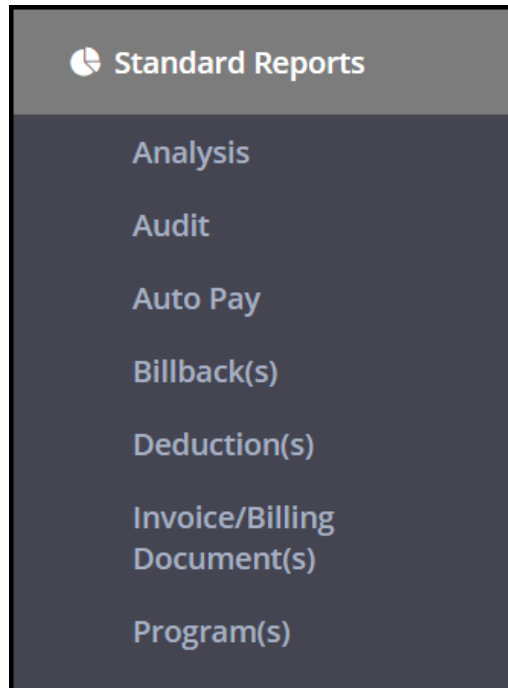 Standard Reports
Analysis
Audit
Auto Pay
Billback(s)
Deduction(s)
Invoice/Billing
Document(s)
Program(s)